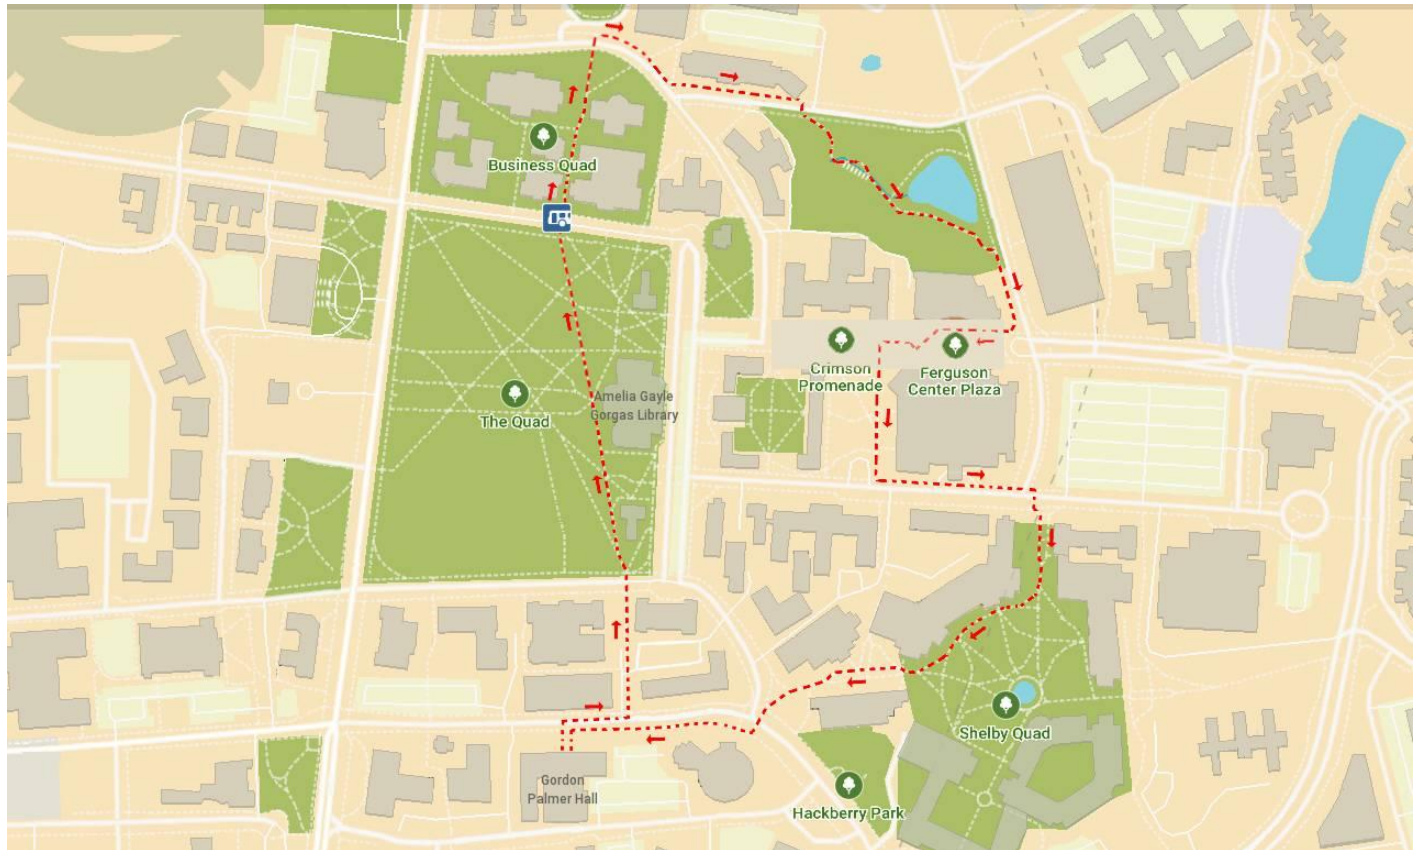 Business Quad
Crimson
Promenade
Ferguson
Center Plaza
Amelia Gayle
Gorgas Library
The Quad
Shelby Quad
Gordon
Palmer Hall
Hackberry Park